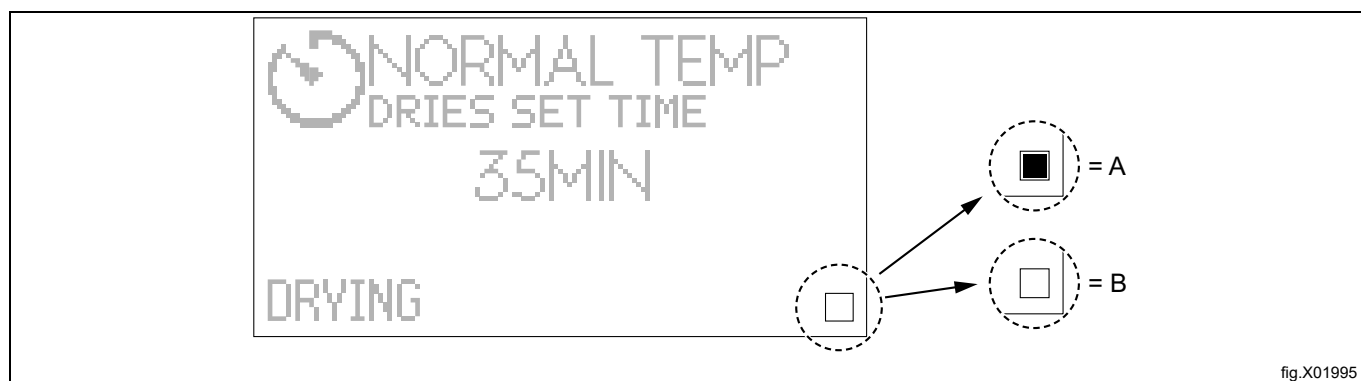 NORMAL TEMP
DRIES SET TIME
35MIN
DRYING
= A
= B
fig.X01995